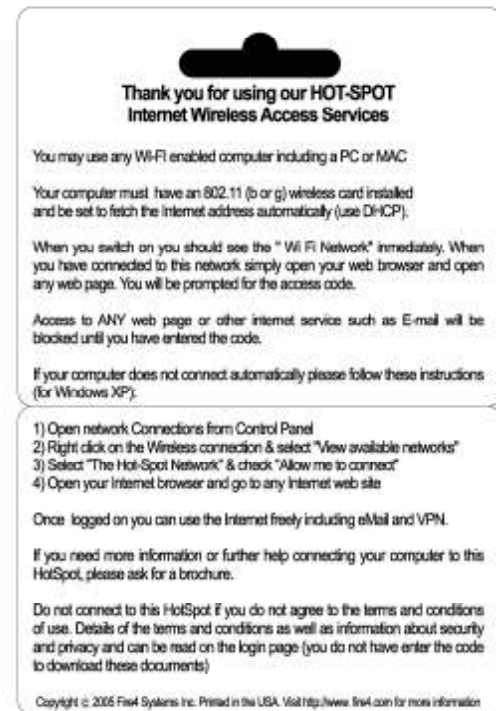 Thank you for using our HOT-SPOT
Internet Wireless Access Services
You may use any WI-FI enabled computer including a PC or MAC
Your computer must have an 802.11 (b or g) wireless card installed
and be set to fetch the Internet address automatically (use DHCP).
When you switch on you should see the " Wi Fi Network" inmediately. When
you have connected to this network simply open your web browser and open
any web page. You will be prompted for the access code.
Access to ANY web page or other internet service such as E-mail will be
blocked until you have entered the code.
If your computer does not connect automatically please follow these instructions
(for Windows XP):
1) Open network Connections from Control Panel
2) Right click on the Wireless connection & select "View available networks"
3) Select "The Hot-Spot Network" & check "Allow me to connect"
4) Open your Internet browser and go to any Internet web site
Once logged on you can use the Internet freely including eMail and VPN.
If you need more information or further help connecting your computer to this
HotSpot, please ask for a brochure.
Do not connect to this HotSpot if you do not agree to the terms and conditions
of use. Details of the terms and conditions as well as information about security
and privacy and can be read on the login page (you do not have enter the code
to download these documents)
Copyright © 2005 Fire4 Systems Inc. Printed in the USA. Visit http://www. fire4.com for more information